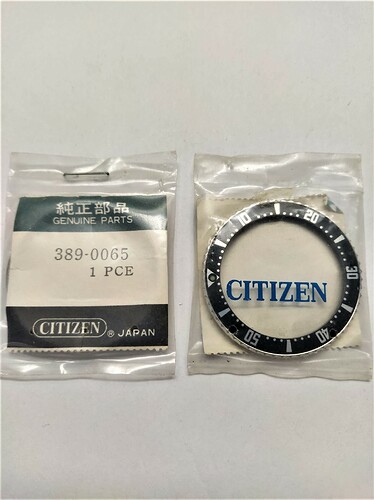 純正部品
GENUINE PARTS
389-0065
1 PCE
CITIZEN ® JAPAN
10 20 30 40 50
CITIZEN